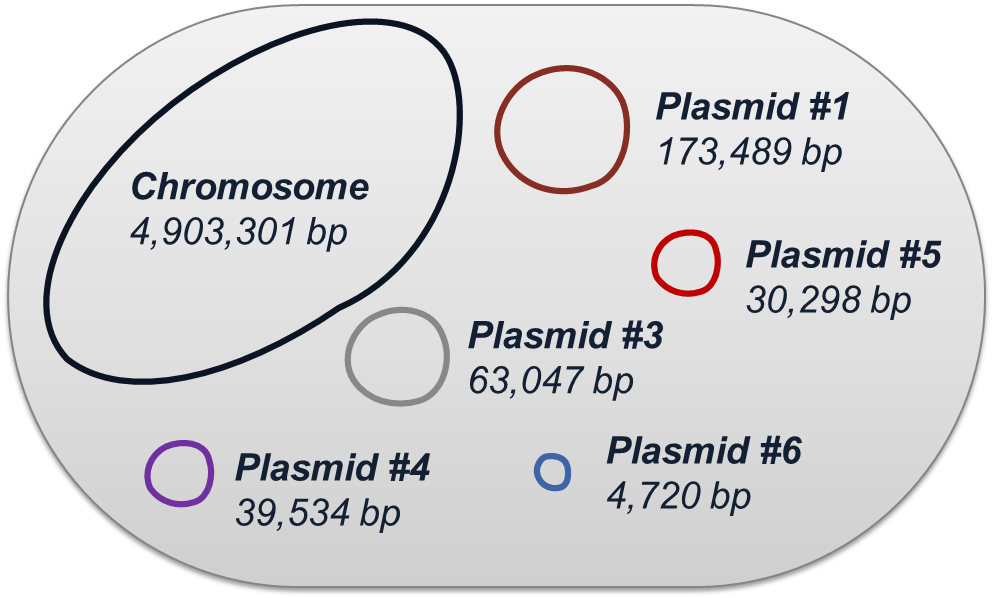 Plasmid #1
173,489 bp
Chromosome
4,903,301 bp
Plasmid #5
30,298 bp
Plasmid #3
63,047 bp
Plasmid #4
39,534 bp
Plasmid #6
4,720 bp